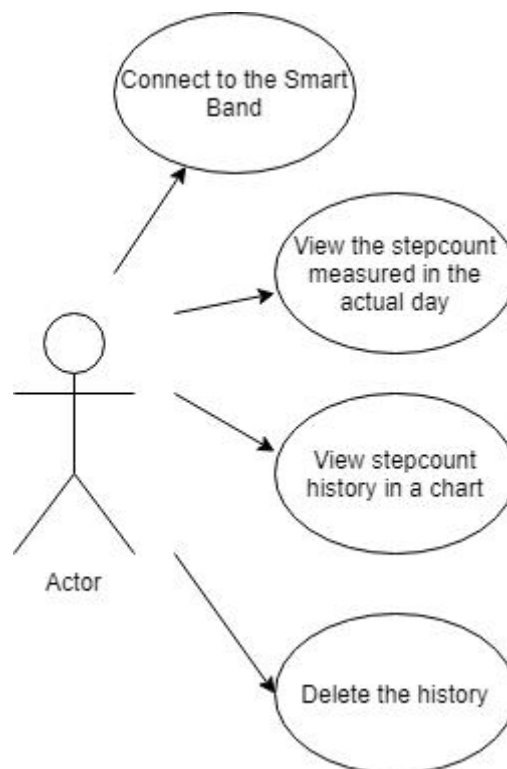 Connect to the Smart
Band
View the stepcount
measured in the
actual day
View stepcount
history in a chart
Actor
Delete the history